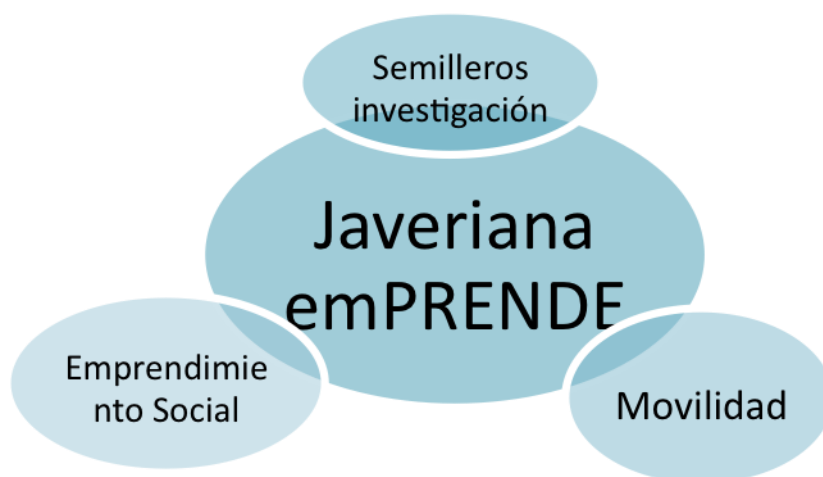 Semilleros
investigación
Javeriana
emPRENDE
Emprendimie
nto Social
Movilidad